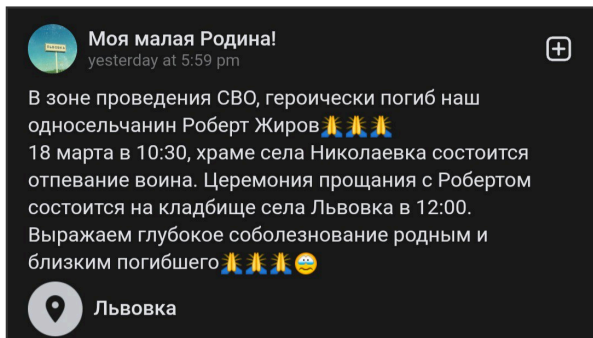 Моя малая Родина!
yesterday at 5:59 pm
В зоне проведения СВО, героически погиб наш
односельчанин Роберт Жиров🙏🙏🙏
18 марта в 10:30, храме села Николаевка состоится
отпевание воина. Церемония прощания с Робертом
состоится на кладбище села Львовка в 12:00.
Выражаем глубокое соболезнование родным и
близким погибшего🙏🙏🙏😷
Львовка